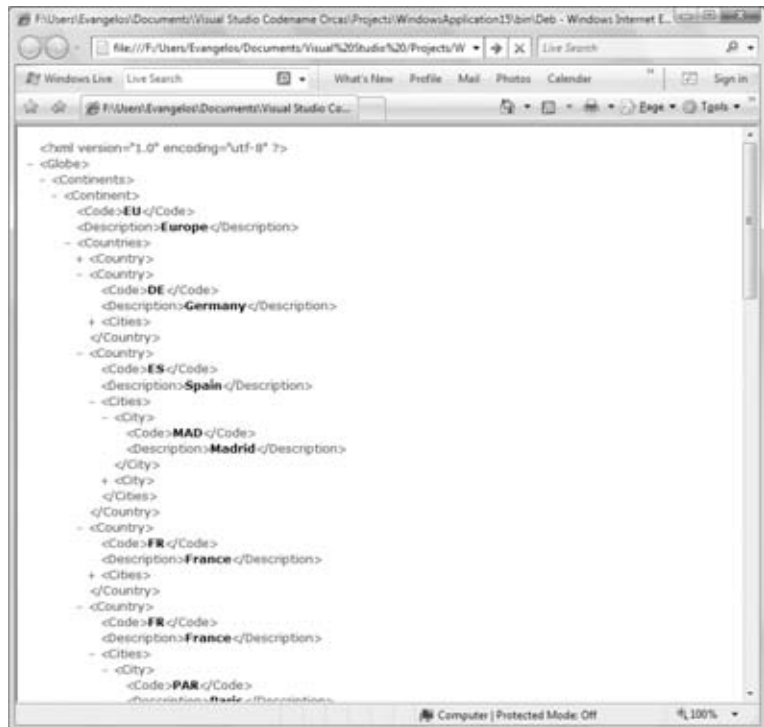 F:\Users\Evangelos\Documents\Visual Studio Codename Orcas\Projects\WindowsApplication15\bin\Deb - Windows Internet E...
file:///F:/Users/Evangelos/Documents/Visual%20Studio%20/Projects/W
Live Search
Windows Live
Live Search
What's New
Profile
Mail
Photos
Calendar
Sign in
F:\Users\Evangelos\Documents\Visual Studio Co...
Page
Tools
<?xml version="1.0" encoding="utf-8" ?>
- <Globe>
- <Continents>
- <Continent>
<Code>EU</Code>
<Description>Europe</Description>
- <Countries>
+ <Country>
- <Country>
<Code>DE</Code>
<Description>Germany</Description>
+ <Cities>
</Country>
- <Country>
<Code>ES</Code>
<Description>Spain</Description>
- <Cities>
- <City>
<Code>MAD</Code>
<Description>Madrid</Description>
</City>
+ <City>
</Cities>
</Country>
- <Country>
<Code>FR</Code>
<Description>France</Description>
+ <Cities>
</Country>
- <Country>
<Code>FR</Code>
<Description>France</Description>
- <Cities>
- <City>
<Code>PAR</Code>
<Description>Paris</Description>
Computer | Protected Mode: Off
100%